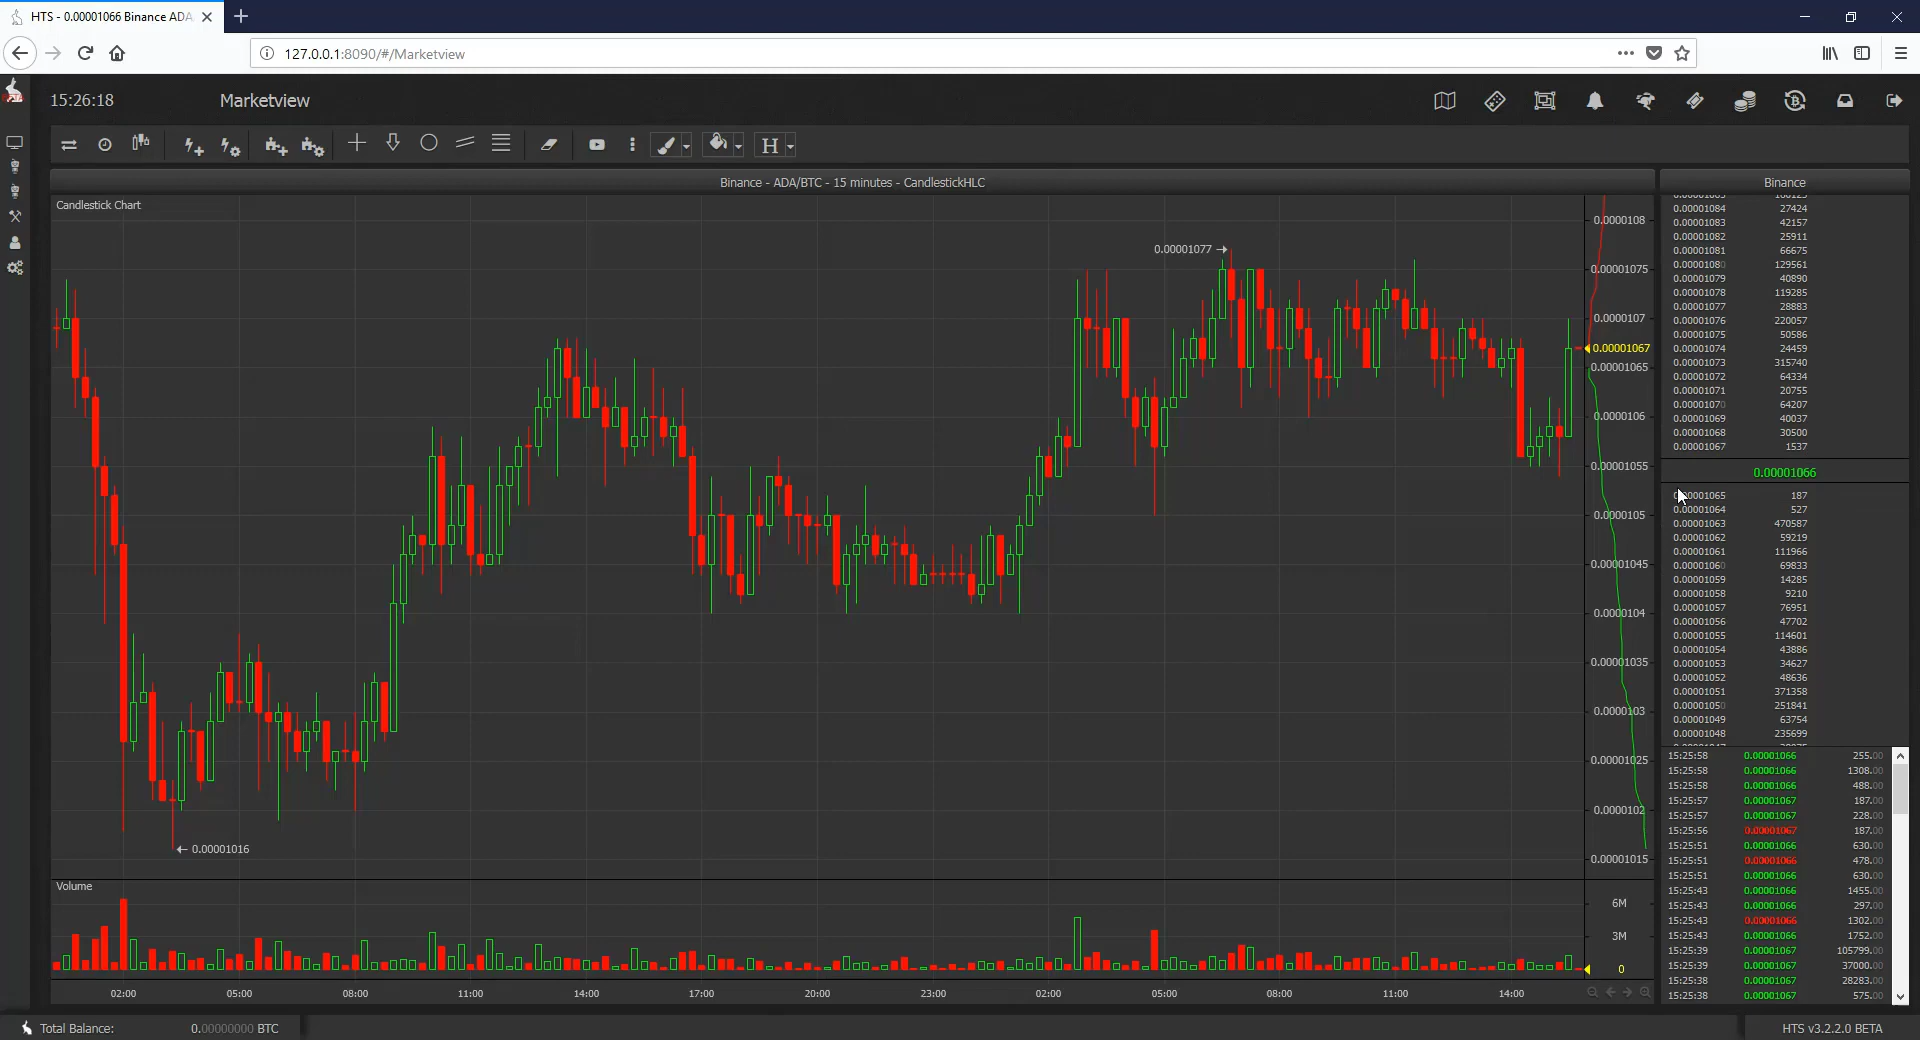 HTS - 0.00001066 Binance ADA
127.0.0.1:8090/#/Marketview
15:26:18
Marketview
H
Binance - ADA/BTC - 15 minutes - CandlestickHLC
Candlestick Chart
0.00001077
0.00001016
0.0000108
0.00001075
0.0000107
0.00001067
0.00001065
0.0000106
0.00001055
0.0000105
0.00001045
0.0000104
0.00001035
0.0000103
0.00001025
0.0000102
0.00001015
Volume
6M
3M
0
02:00 05:00 08:00 11:00 14:00 17:00 20:00 23:00 02:00 05:00 08:00 11:00 14:00
Binance
0.00001084 27424
0.00001083 42157
0.00001082 25911
0.00001081 66675
0.00001080 129561
0.00001079 40890
0.00001078 119285
0.00001077 28883
0.00001076 220057
0.00001075 50586
0.00001074 24459
0.00001073 315740
0.00001072 64334
0.00001071 20755
0.00001070 64207
0.00001069 40037
0.00001068 30500
0.00001067 1537
0.00001066
0.00001065 187
0.00001064 527
0.00001063 470587
0.00001062 59219
0.00001061 111966
0.00001060 69833
0.00001059 14285
0.00001058 9210
0.00001057 76951
0.00001056 47702
0.00001055 114601
0.00001054 43886
0.00001053 34627
0.00001052 48636
0.00001051 371358
0.00001050 251841
0.00001049 63754
0.00001048 235699
15:25:58 0.00001066 255.00
15:25:58 0.00001066 1308.00
15:25:58 0.00001066 488.00
15:25:57 0.00001067 187.00
15:25:57 0.00001067 228.00
15:25:56 0.00001067 187.00
15:25:51 0.00001066 630.00
15:25:51 0.00001066 478.00
15:25:51 0.00001066 630.00
15:25:43 0.00001066 1455.00
15:25:43 0.00001066 297.00
15:25:43 0.00001066 1302.00
15:25:43 0.00001066 1752.00
15:25:39 0.00001067 105799.00
15:25:39 0.00001067 37000.00
15:25:38 0.00001067 28283.00
15:25:38 0.00001067 575.00
Total Balance: 0.00000000 BTC
HTS v3.2.2.0 BETA